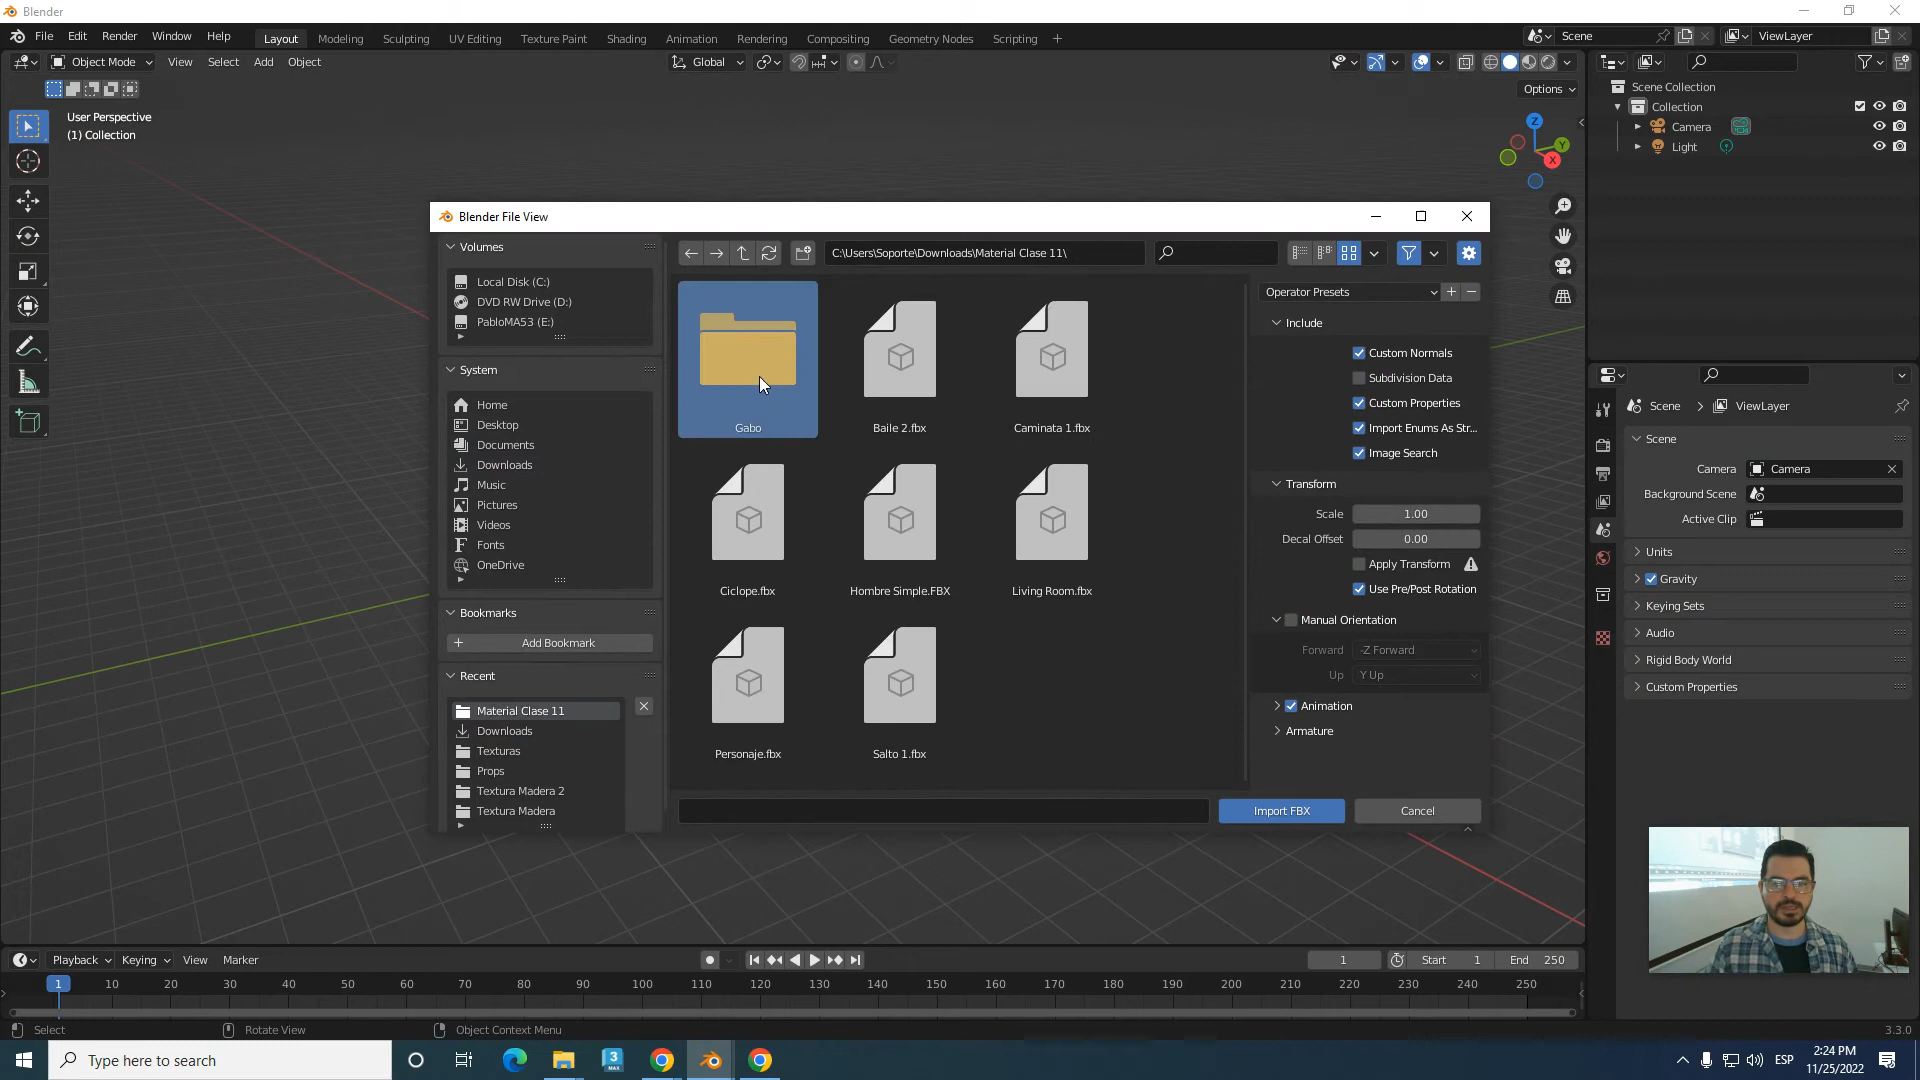 Blender
File Edit Render Window Help Layout Modeling Sculpting UV Editing Texture Paint Shading Animation Rendering Compositing Geometry Nodes Scripting + Scene ViewLayer
Object Mode View Select Add Object Global
Options
User Perspective
(1) Collection
Z
Y
X
Scene Collection
Collection
Camera
Light
Blender File View
Volumes
Local Disk (C:)
DVD RW Drive (D:)
PabloMA53 (E:)
System
Home
Desktop
Documents
Downloads
Music
Pictures
Videos
Fonts
OneDrive
Bookmarks
Add Bookmark
Recent
Material Clase 11
Downloads
Texturas
Props
Textura Madera 2
Textura Madera
C:\Users\Soporte\Downloads\Material Clase 11\
Gabo
Baile 2.fbx
Caminata 1.fbx
Ciclope.fbx
Hombre Simple.FBX
Living Room.fbx
Personaje.fbx
Salto 1.fbx
Operator Presets
Include
Custom Normals
Subdivision Data
Custom Properties
Import Enums As Str...
Image Search
Transform
Scale 1.00
Decal Offset 0.00
Apply Transform
Use Pre/Post Rotation
Manual Orientation
Forward -Z Forward
Up Y Up
Animation
Armature
Import FBX Cancel
Scene ViewLayer
Scene
Camera Camera
Background Scene
Active Clip
Units
Gravity
Keying Sets
Audio
Rigid Body World
Custom Properties
Playback Keying View Marker 1 Start 1 End 250
1 10 20 30 40 50 60 70 80 90 100 110 120 130 140 150 160 170 180 190 200 210 220 230 240 250
Select Rotate View Object Context Menu 3.3.0
Type here to search
3
MAX
ESP
2:24 PM
11/25/2022